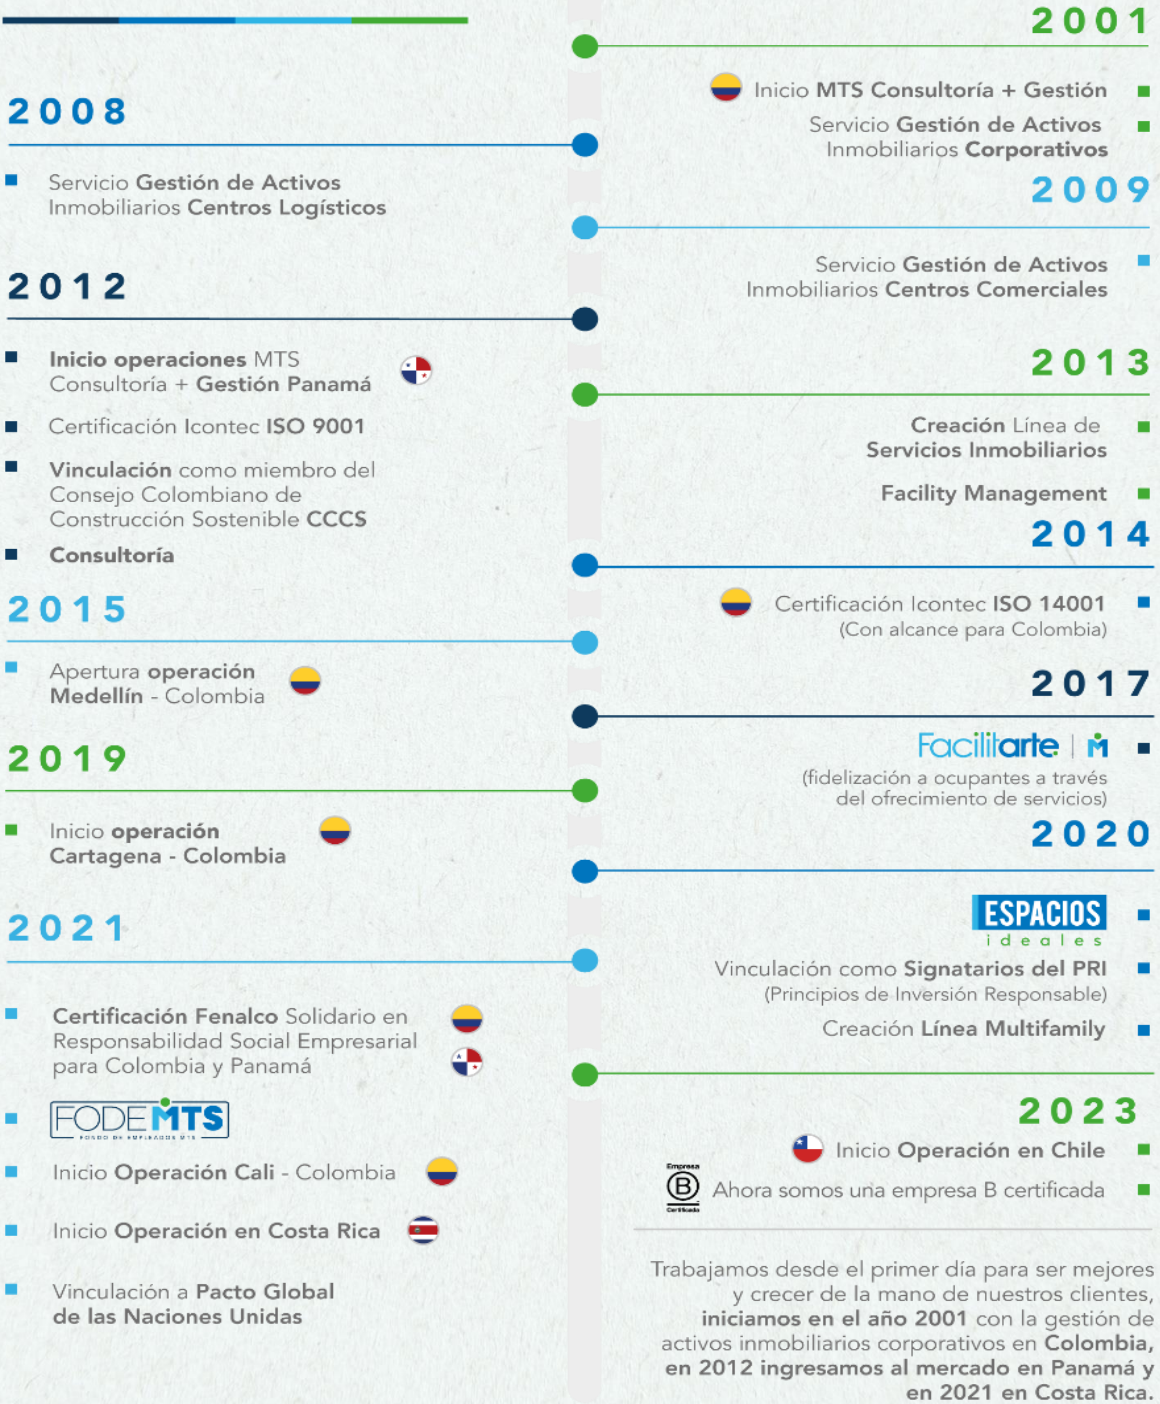 2001
Inicio MTS Consultoría + Gestión
Servicio Gestión de Activos
Inmobiliarios Corporativos
2008
Servicio Gestión de Activos
Inmobiliarios Centros Logísticos
2009
Servicio Gestión de Activos
Inmobiliarios Centros Comerciales
2012
Inicio operaciones MTS
Consultoría + Gestión Panamá
Certificación Icontec ISO 9001
Vinculación como miembro del
Consejo Colombiano de
Construcción Sostenible CCCS
Consultoría
2013
Creación Línea de
Servicios Inmobiliarios
Facility Management
2014
Certificación Icontec ISO 14001
(Con alcance para Colombia)
2015
Apertura operación
Medellín - Colombia
2017
Facilitarte | M
(fidelización a ocupantes a través
del ofrecimiento de servicios)
2019
Inicio operación
Cartagena - Colombia
2020
ESPACIOS
ideales
Vinculación como Signatarios del PRI
(Principios de Inversión Responsable)
Creación Línea Multifamily
2021
Certificación Fenalco Solidario en
Responsabilidad Social Empresarial
para Colombia y Panamá
FODEMTS
FONDO DE EMPLEADOS MTS
Inicio Operación Cali - Colombia
Inicio Operación en Costa Rica
Vinculación a Pacto Global
de las Naciones Unidas
2023
Inicio Operación en Chile
Empresa
B
Certificada
Ahora somos una empresa B certificada
Trabajamos desde el primer día para ser mejores
y crecer de la mano de nuestros clientes,
iniciamos en el año 2001 con la gestión de
activos inmobiliarios corporativos en Colombia,
en 2012 ingresamos al mercado en Panamá y
en 2021 en Costa Rica.